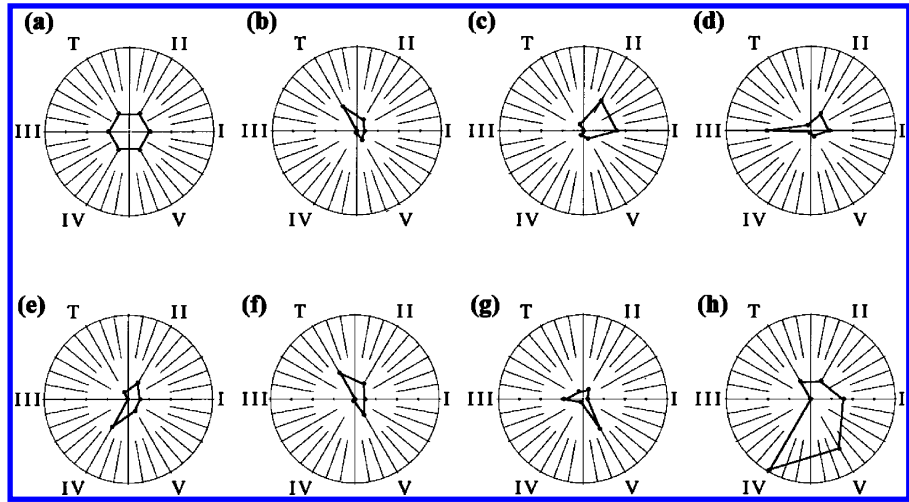 (a) (b) (c) (d)
T II T II T II T II
III I III I III I III I
IV V IV V IV V IV V
(e) (f) (g) (h)
T II T II T II T II
III I III I III I III I
IV V IV V IV V IV V